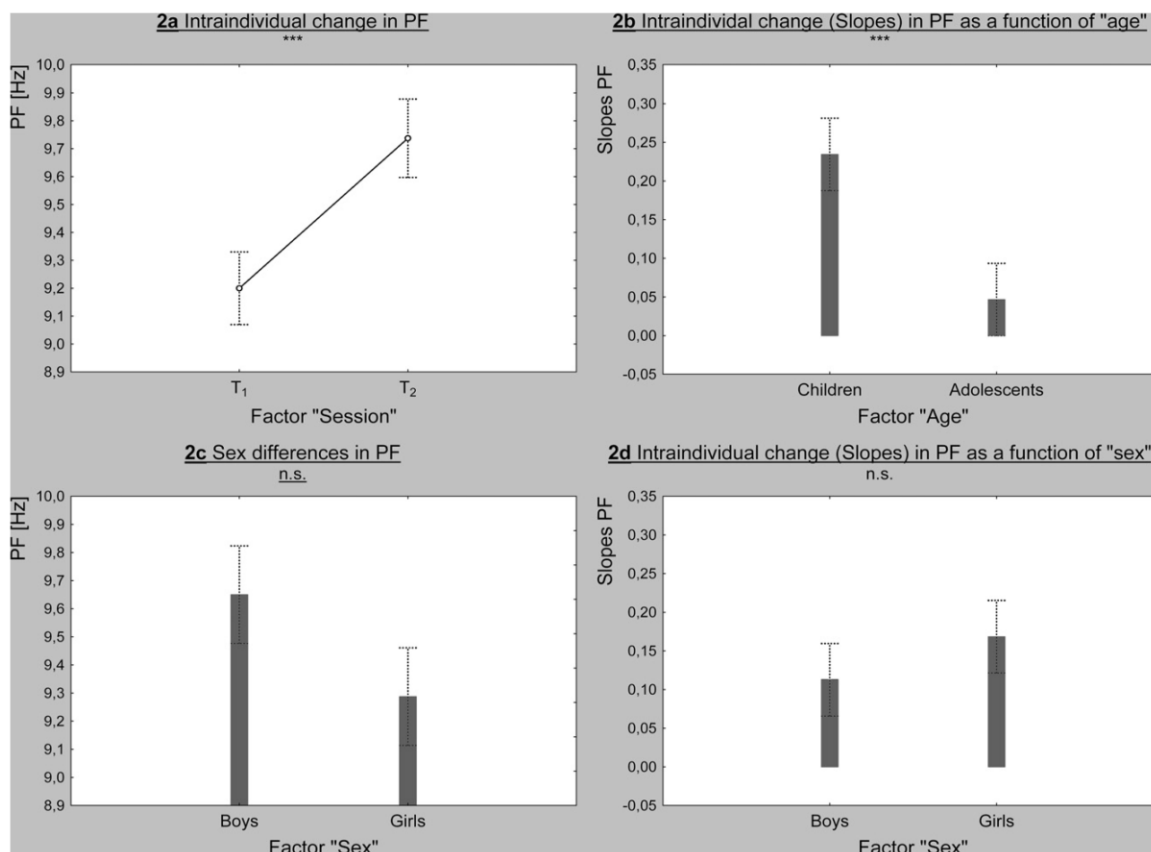 2a Intraindividual change in PF
***
PF [Hz]
10,0
9,9
9,8
9,7
9,6
9,5
9,4
9,3
9,2
9,1
9,0
8,9
T₁ T₂
Factor "Session"
2b Intraindividal change (Slopes) in PF as a function of "age"
***
Slopes PF
0,35
0,30
0,25
0,20
0,15
0,10
0,05
0,00
-0,05
Children Adolescents
Factor "Age"
2c Sex differences in PF
n.s.
PF [Hz]
10,0
9,9
9,8
9,7
9,6
9,5
9,4
9,3
9,2
9,1
9,0
8,9
Boys Girls
Factor "Sex"
2d Intraindividual change (Slopes) in PF as a function of "sex"
n.s.
Slopes PF
0,35
0,30
0,25
0,20
0,15
0,10
0,05
0,00
-0,05
Boys Girls
Factor "Sex"